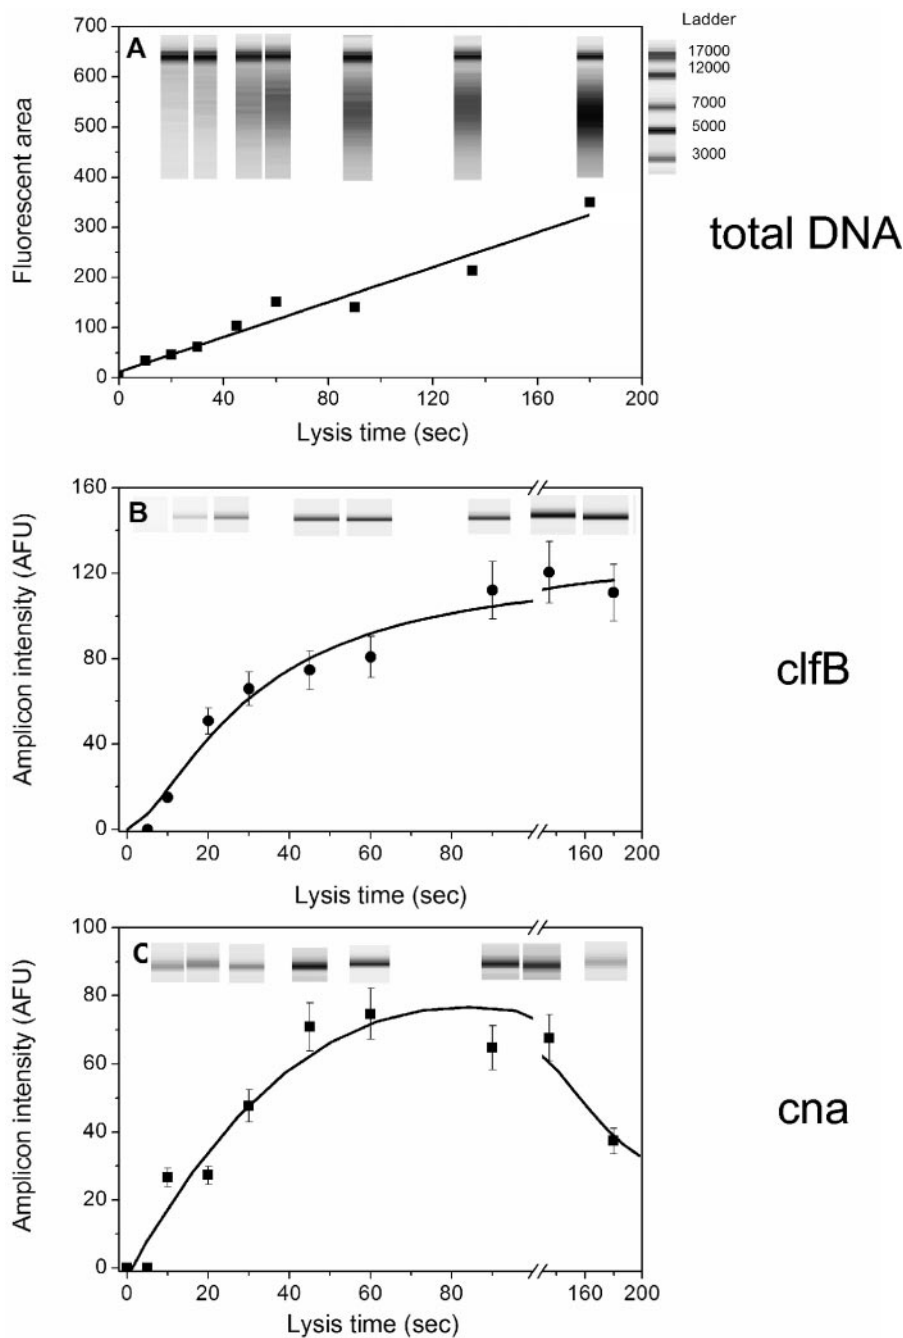 Ladder
17000
12000
7000
5000
3000
A
700
600
500
400
300
200
100
0
Fluorescent area
0 40 80 120 160 200
Lysis time (sec)
total DNA
B
160
120
80
40
0
Amplicon intensity (AFU)
0 20 40 60 80 160 200
Lysis time (sec)
clfB
C
100
80
60
40
20
0
Amplicon intensity (AFU)
0 20 40 60 80 160 200
Lysis time (sec)
cna